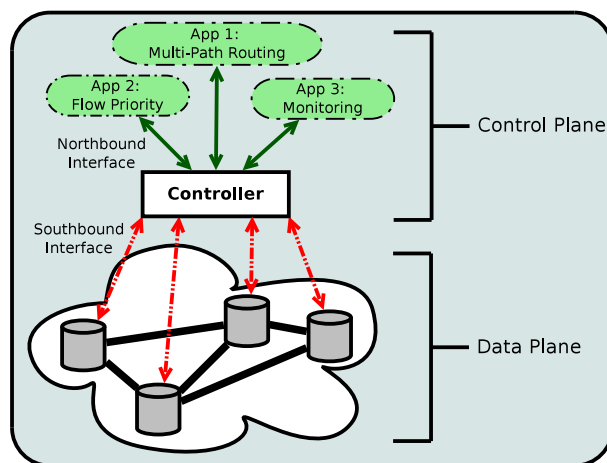 App 1:
Multi-Path Routing
App 2:
Flow Priority
App 3:
Monitoring
Northbound
Interface
Controller
Control Plane
Southbound
Interface
Data Plane